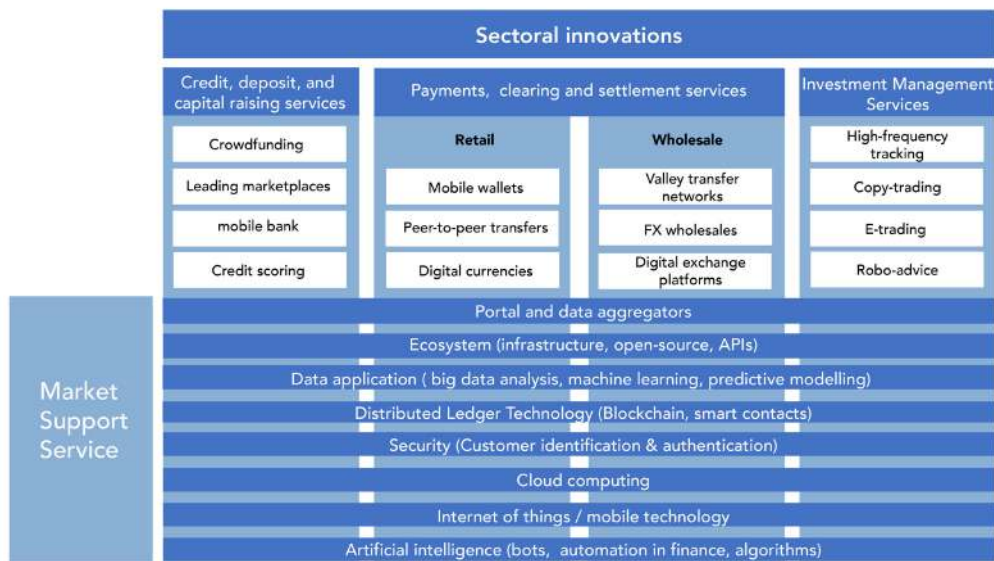 Sectoral innovations
Credit, deposit, and
capital raising services
Crowdfunding
Leading marketplaces
mobile bank
Credit scoring
Payments, clearing and settlement services
Retail
Mobile wallets
Peer-to-peer transfers
Digital currencies
Wholesale
Valley transfer
networks
FX wholesales
Digital exchange
platforms
Investment Management
Services
High-frequency
tracking
Copy-trading
E-trading
Robo-advice
Market
Support
Service
Portal and data aggregators
Ecosystem (infrastructure, open-source, APIs)
Data application ( big data analysis, machine learning, predictive modelling)
Distributed Ledger Technology (Blockchain, smart contacts)
Security (Customer identification & authentication)
Cloud computing
Internet of things / mobile technology
Artificial intelligence (bots, automation in finance, algorithms)